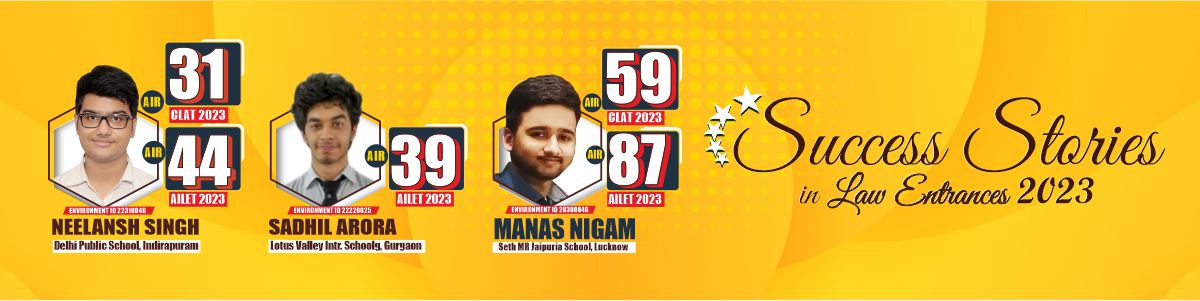 AIR
31
CLAT 2023
AIR
44
AILET 2023
ENVIRONMENT ID 22310046
NEELANSH SINGH
Delhi Public School, Indirapuram
AIR
39
AILET 2023
ENVIRONMENT ID 22220025
SADHIL ARORA
Lotus Valley Intr. Schoolg, Gurgaon
AIR
59
CLAT 2023
AIR
87
AILET 2023
ENVIRONMENT ID 20300046
MANAS NIGAM
Seth MR Jaipuria School, Lucknow
Success Stories
in Law Entrances 2023